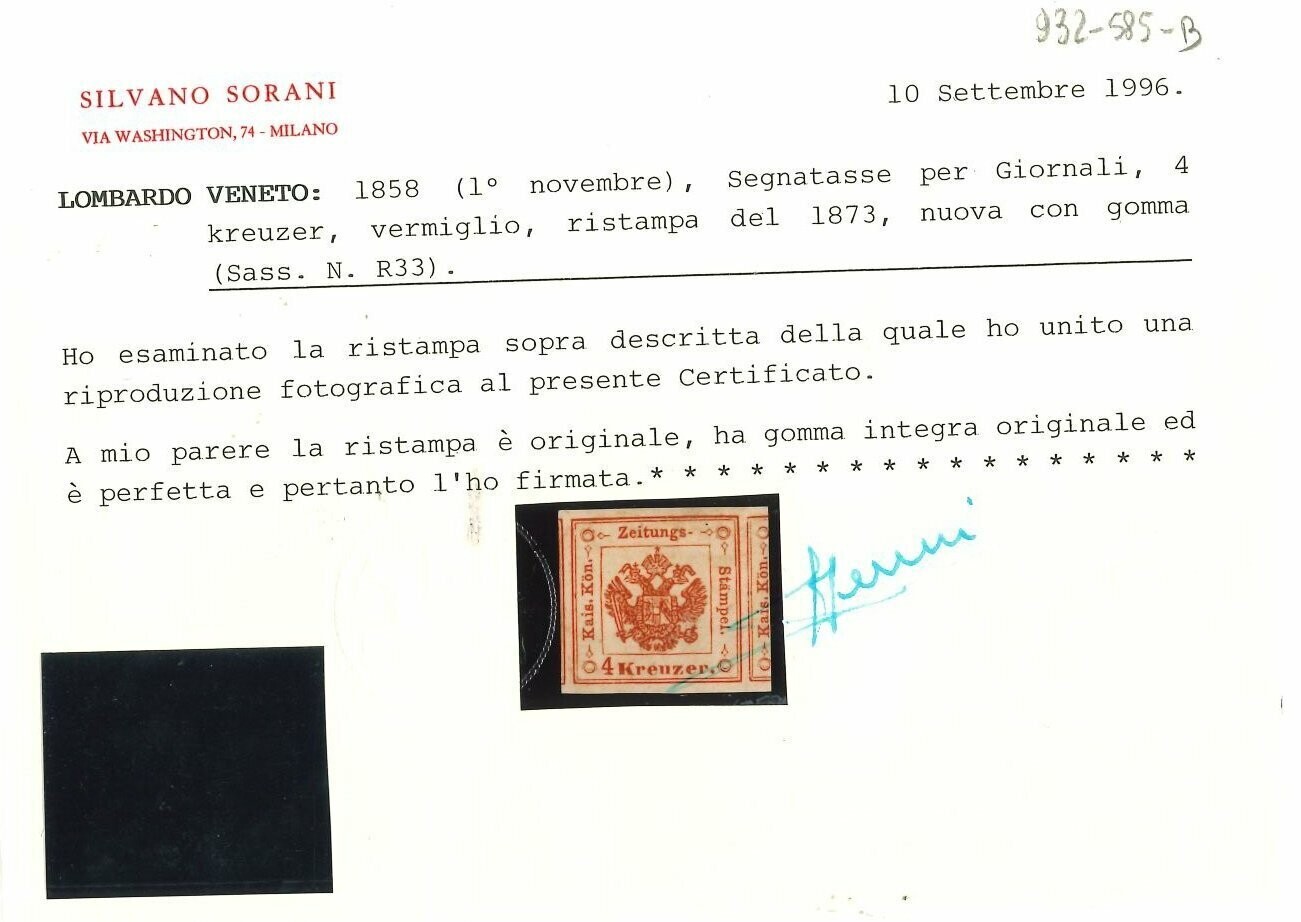 932-585-B
SILVANO SORANI
VIA WASHINGTON, 74 - MILANO
10 Settembre 1996.
LOMBARDO VENETO: 1858 (1° novembre), Segnatasse per Giornali, 4
kreuzer, vermiglio, ristampa del 1873, nuova con gomma
(Sass. N. R33).
Ho esaminato la ristampa sopra descritta della quale ho unito una
riproduzione fotografica al presente Certificato.
A mio parere la ristampa è originale, ha gomma integra originale ed
è perfetta e pertanto l'ho firmata.* * * * * * * * * * * * * * * * * *
Zeitungs-
Kais. Kön.
Stämpel.
Kais. Kön.
4 Kreuzer.